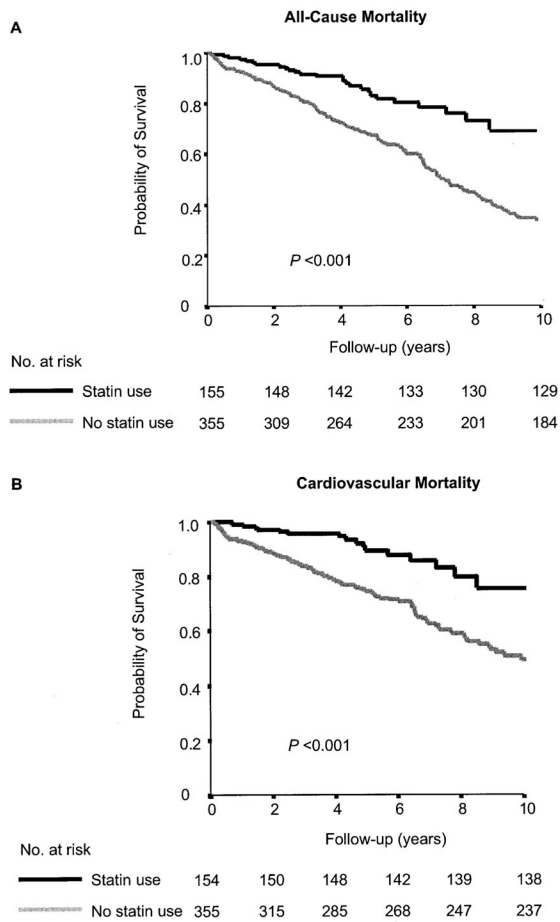 A
All-Cause Mortality
Probability of Survival
1.0
0.8
0.6
0.4
0.2
0
P <0.001
0 2 4 6 8 10
Follow-up (years)
No. at risk
Statin use 155 148 142 133 130 129
No statin use 355 309 264 233 201 184
B
Cardiovascular Mortality
Probability of Survival
1.0
0.8
0.6
0.4
0.2
0
P <0.001
0 2 4 6 8 10
Follow-up (years)
No. at risk
Statin use 154 150 148 142 139 138
No statin use 355 315 285 268 247 237